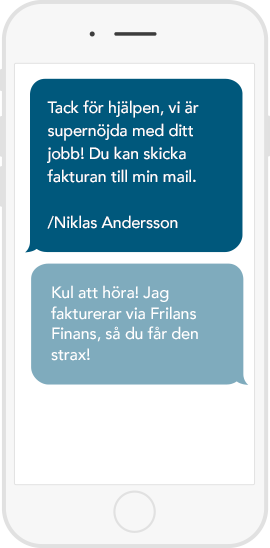 Tack för hjälpen, vi är
supernöjda med ditt
jobb! Du kan skicka
fakturan till min mail.
/Niklas Andersson
Kul att höra! Jag
fakturerar via Frilans
Finans, så du får den
strax!